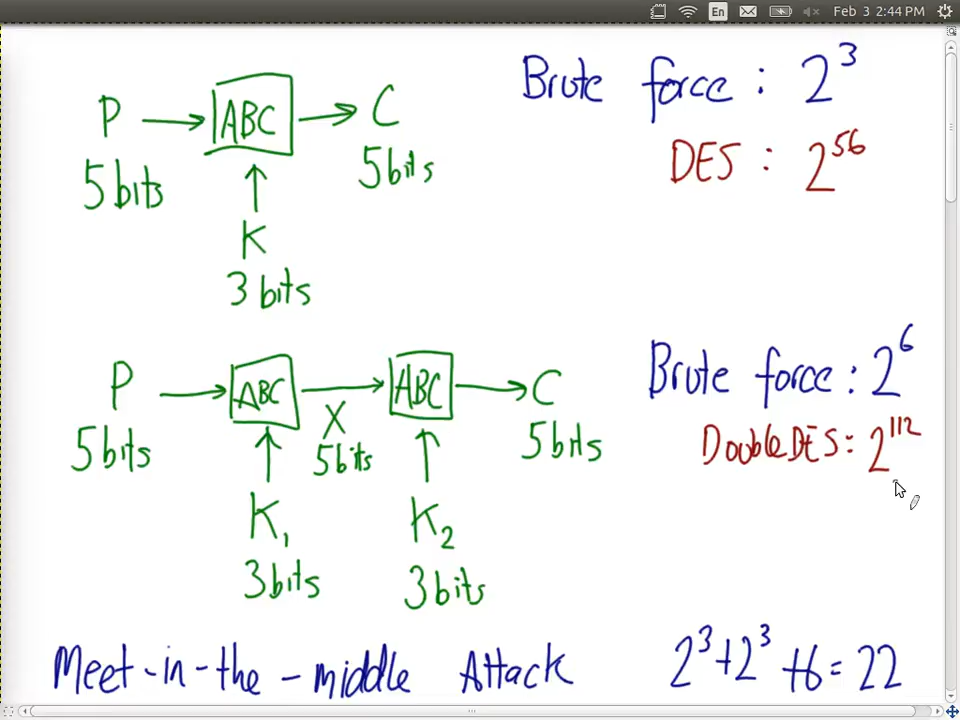 En Feb 3 2:44 PM
P → ABC → C
5 bits 5 bits
K
3 bits
Brute force : 2^3
DES : 2^56
P → ABC → ABC → C
5 bits X 5 bits
5 bits
K1 K2
3 bits 3 bits
Brute force : 2^6
Double DES : 2^112
Meet-in-the-middle Attack 2^3+2^3+6=22